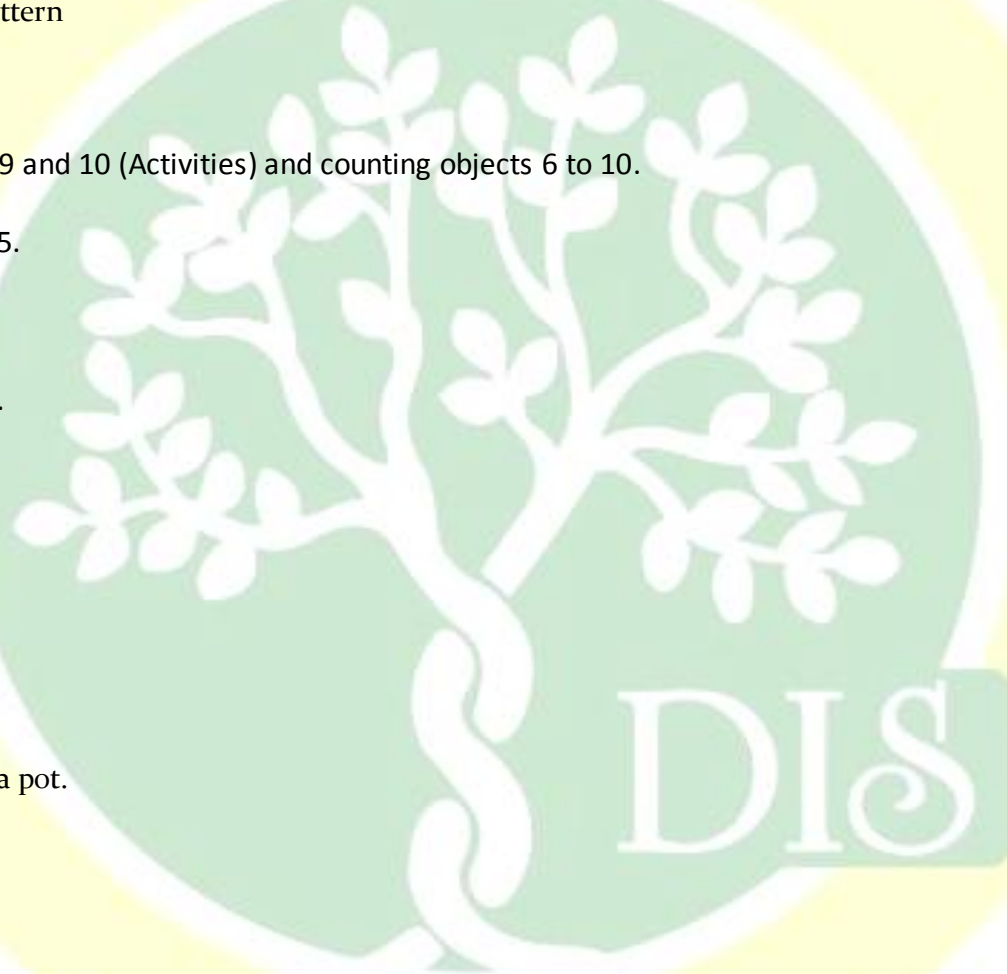 ttern
9 and 10 (Activities) and counting objects 6 to 10.
5.
.
a pot.
DIS